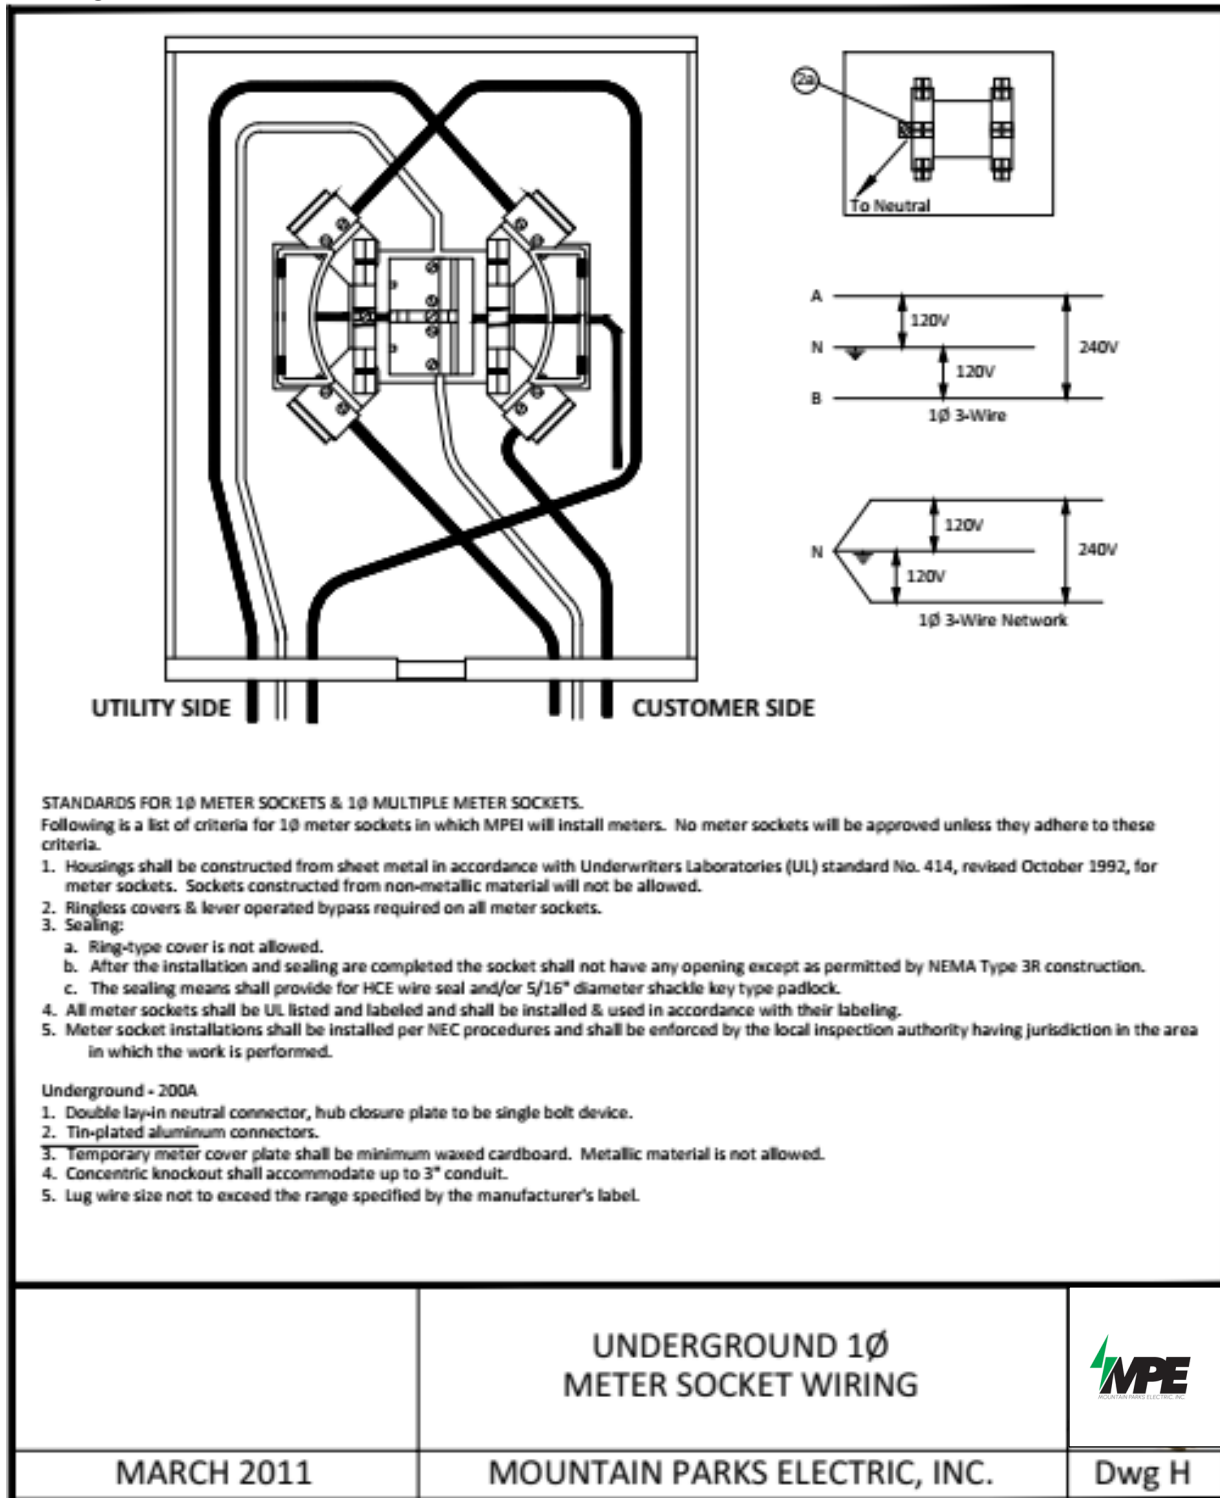 2a
To Neutral
A
120V
N
240V
120V
B
1Ø 3-Wire
120V
N
240V
120V
1Ø 3-Wire Network
UTILITY SIDE
CUSTOMER SIDE
STANDARDS FOR 1Ø METER SOCKETS & 1Ø MULTIPLE METER SOCKETS.
Following is a list of criteria for 1Ø meter sockets in which MPEI will install meters. No meter sockets will be approved unless they adhere to these
criteria.
1. Housings shall be constructed from sheet metal in accordance with Underwriters Laboratories (UL) standard No. 414, revised October 1992, for
meter sockets. Sockets constructed from non-metallic material will not be allowed.
2. Ringless covers & lever operated bypass required on all meter sockets.
3. Sealing:
a. Ring-type cover is not allowed.
b. After the installation and sealing are completed the socket shall not have any opening except as permitted by NEMA Type 3R construction.
c. The sealing means shall provide for HCE wire seal and/or 5/16" diameter shackle key type padlock.
4. All meter sockets shall be UL listed and labeled and shall be installed & used in accordance with their labeling.
5. Meter socket installations shall be installed per NEC procedures and shall be enforced by the local inspection authority having jurisdiction in the area
in which the work is performed.
Underground - 200A
1. Double lay-in neutral connector, hub closure plate to be single bolt device.
2. Tin-plated aluminum connectors.
3. Temporary meter cover plate shall be minimum waxed cardboard. Metallic material is not allowed.
4. Concentric knockout shall accommodate up to 3" conduit.
5. Lug wire size not to exceed the range specified by the manufacturer's label.
UNDERGROUND 1Ø
METER SOCKET WIRING
MPE
MOUNTAIN PARKS ELECTRIC, INC.
MARCH 2011
MOUNTAIN PARKS ELECTRIC, INC.
Dwg H